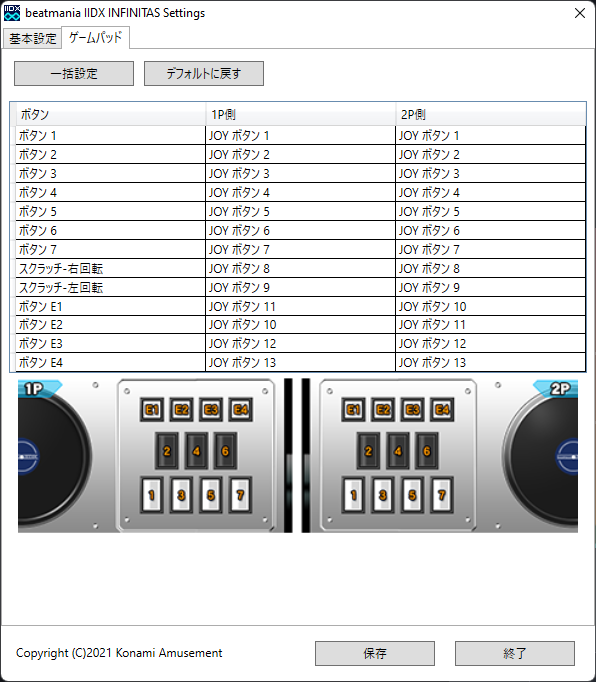 IIDX
beatmania IIDX INFINITAS Settings
基本設定 ゲームパッド
一括設定 デフォルトに戻す
ボタン 1P側 2P側
ボタン 1 JOY ボタン 1 JOY ボタン 1
ボタン 2 JOY ボタン 2 JOY ボタン 2
ボタン 3 JOY ボタン 3 JOY ボタン 3
ボタン 4 JOY ボタン 4 JOY ボタン 4
ボタン 5 JOY ボタン 5 JOY ボタン 5
ボタン 6 JOY ボタン 6 JOY ボタン 6
ボタン 7 JOY ボタン 7 JOY ボタン 7
スクラッチ-右回転 JOY ボタン 8 JOY ボタン 8
スクラッチ-左回転 JOY ボタン 9 JOY ボタン 9
ボタン E1 JOY ボタン 11 JOY ボタン 10
ボタン E2 JOY ボタン 10 JOY ボタン 11
ボタン E3 JOY ボタン 12 JOY ボタン 12
ボタン E4 JOY ボタン 13 JOY ボタン 13
1P 2P
E1 E2 E3 E4 E1 E2 E3 E4
2 4 6 2 4 6
1 3 5 7 1 3 5 7
Copyright (C)2021 Konami Amusement 保存 終了